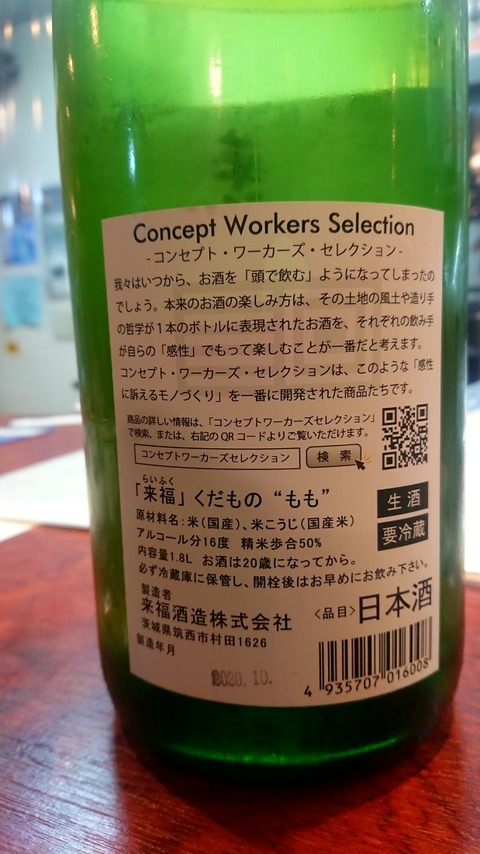 Concept Workers Selection
-コンセプト・ワーカーズ・セレクション-
我々はいつから、お酒を「頭で飲む」ようになってしまったの
でしょう。本来のお酒の楽しみ方は、その土地の風土や造り手
の哲学が1本のボトルに表現されたお酒を、それぞれの飲み手
が自らの「感性」でもって楽しむことが一番だと考えます。
コンセプト・ワーカーズ・セレクションは、このような「感性
に訴えるモノづくり」を一番に開発された商品たちです。
商品の詳しい情報は、「コンセプトワーカーズセレクション」
で検索、または、右記のQRコードよりご覧いただけます。
コンセプトワーカーズセレクション 検 索
らいふく
「来福」くだもの “もも”
生酒
要冷蔵
原材料名：米（国産）、米こうじ（国産米）
アルコール分16度 精米歩合50%
内容量1.8L お酒は20歳になってから。
必ず冷蔵庫に保管し、開栓後はお早めにお飲み下さい。
製造者
来福酒造株式会社
茨城県筑西市村田1626
製造年月
2020. 10.
<品目>日本酒
4 935707 016008